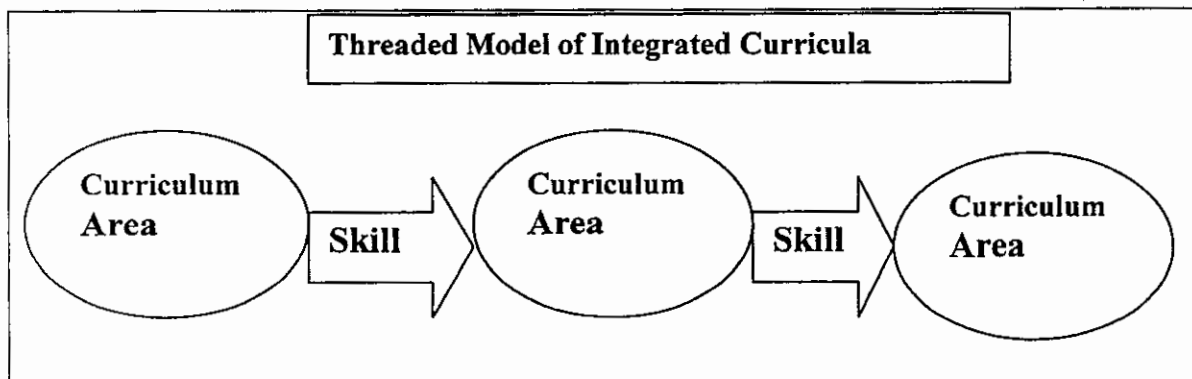 Threaded Model of Integrated Curricula
Curriculum
Area
Skill
Curriculum
Area
Skill
Curriculum
Area